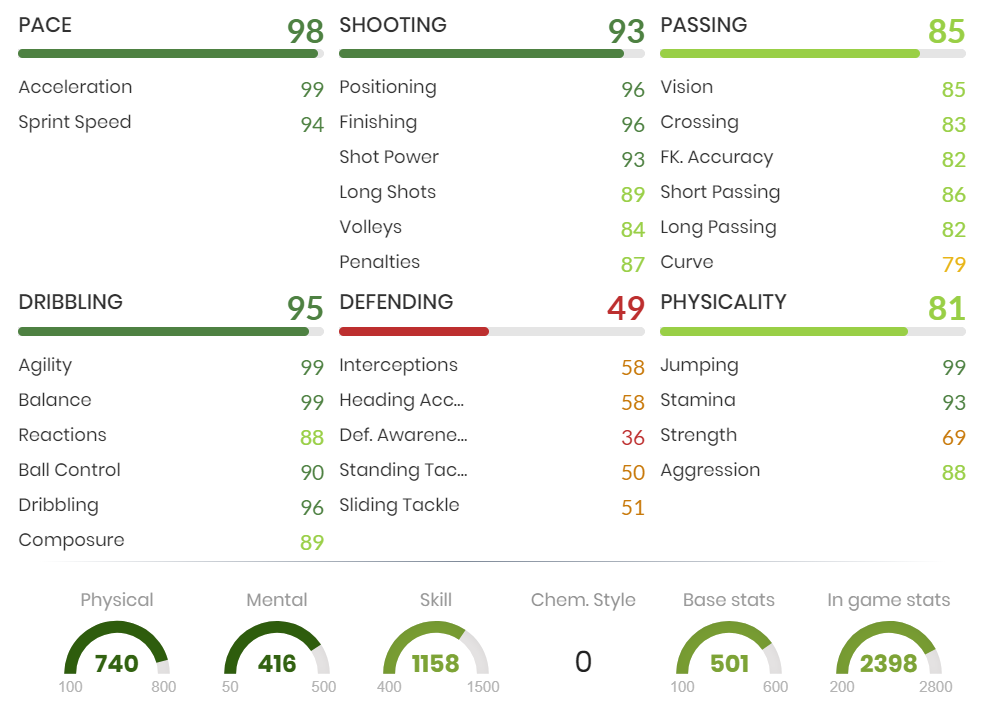 PACE 98
Acceleration 99
Sprint Speed 94
SHOOTING 93
Positioning 96
Finishing 96
Shot Power 93
Long Shots 89
Volleys 84
Penalties 87
PASSING 85
Vision 85
Crossing 83
FK. Accuracy 82
Short Passing 86
Long Passing 82
Curve 79
DRIBBLING 95
Agility 99
Balance 99
Reactions 88
Ball Control 90
Dribbling 96
Composure 89
DEFENDING 49
Interceptions 58
Heading Acc... 58
Def. Awarene... 36
Standing Tac... 50
Sliding Tackle 51
PHYSICALITY 81
Jumping 99
Stamina 93
Strength 69
Aggression 88
Physical
740
100 800
Mental
416
50 500
Skill
1158
400 1500
Chem. Style
0
Base stats
501
100 600
In game stats
2398
200 2800